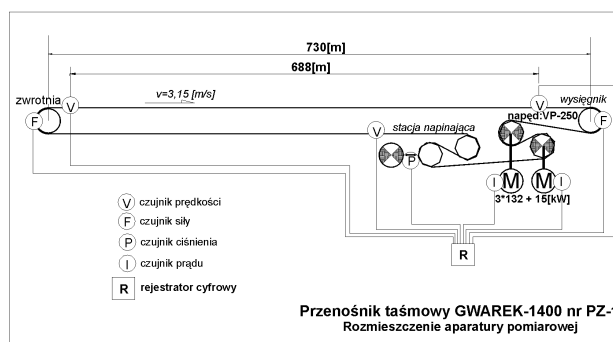 730[m]
688[m]
zwrotnia
V
v=3,15 [m/s]
V
wysięgnik
napęd:VP-250
F
F
V
stacja napinająca
P
I
M
M
I
3*132 + 15[kW]
V czujnik prędkości
F czujnik siły
P czujnik ciśnienia
I czujnik prądu
R rejestrator cyfrowy
R
Przenośnik taśmowy GWAREK-1400 nr
Rozmieszczenie aparatury pomiarowej